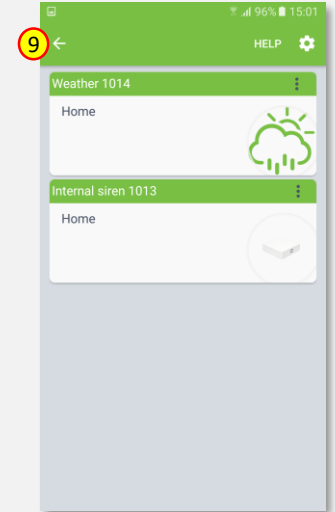 96% 15:01
9
HELP
Weather 1014
Home
Internal siren 1013
Home